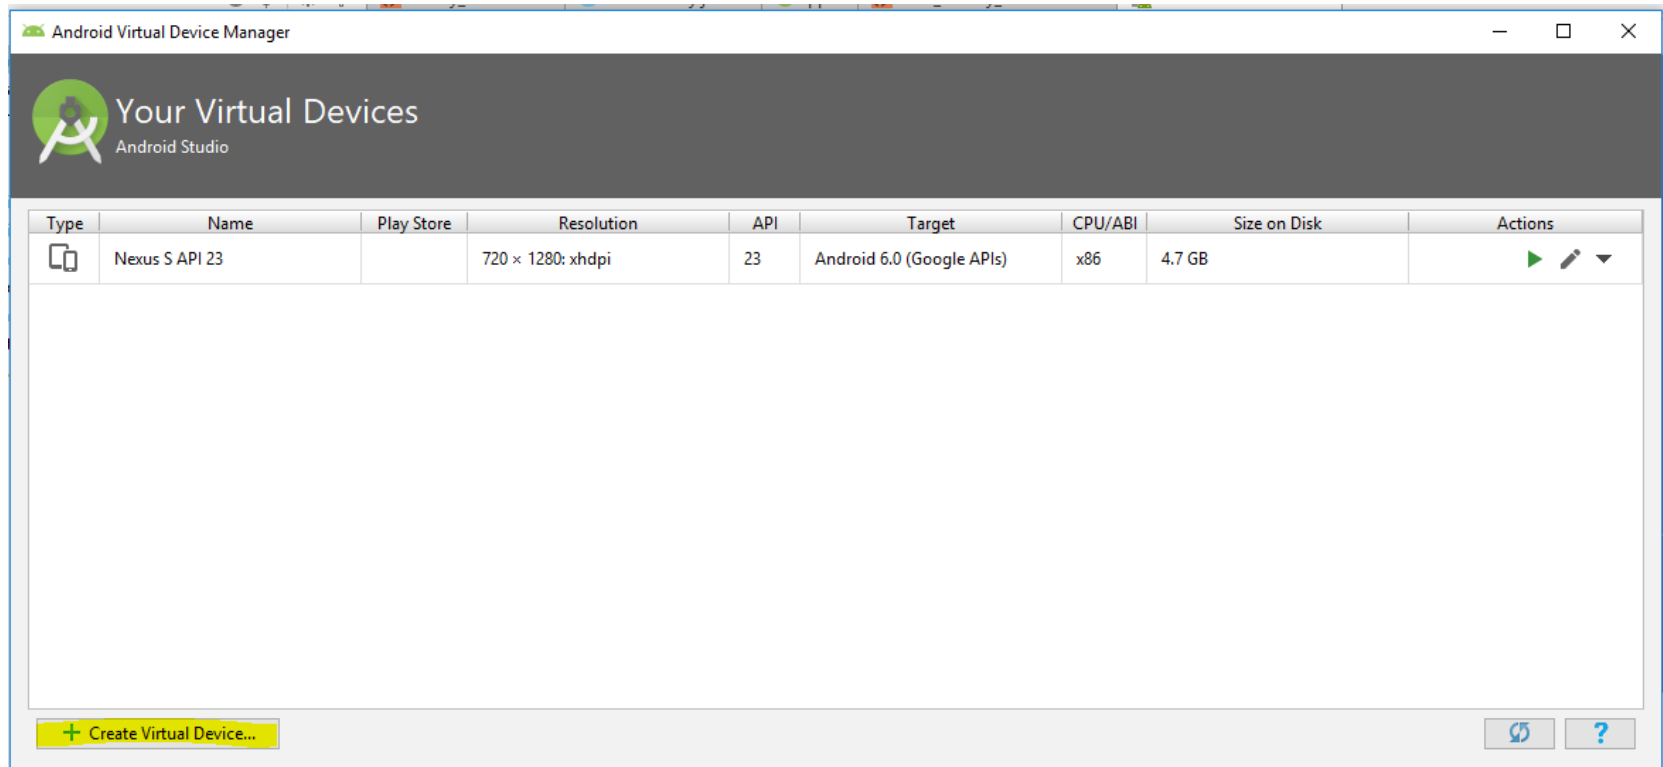 Android Virtual Device Manager
Your Virtual Devices
Android Studio
Type Name Play Store Resolution API Target CPU/ABI Size on Disk Actions
Nexus S API 23 720 × 1280: xhdpi 23 Android 6.0 (Google APIs) x86 4.7 GB
+ Create Virtual Device... ?